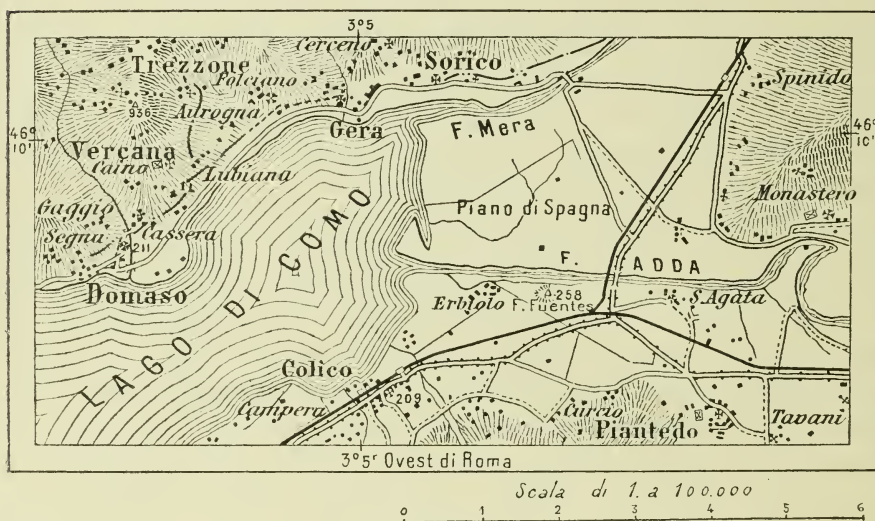 3°5
Cerceno
Sorico
Trezzone
Folciano
Spinido
936
Aurogna
Gera
F. Mera
46°
10'
46°
10'
Vercana
Caino
Lubiana
Monastero
Gaggio
Piano di Spagna
Segna
Vassera
211
F. ADDA
Domaso
LAGO DI COMO
Erbiolo
258
F. Fuentes
S. Agata
Colico
209
Campera
Curcio
Piantedo
Tavani
3°5' Ovest di Roma
Scala di 1. a 100.000
0 1 2 3 4 5 6